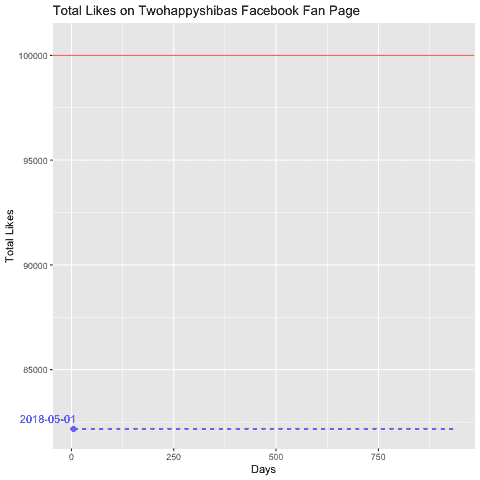 Total Likes on Twohappyshibas Facebook Fan Page
100000
95000
90000
85000
Total Likes
2018-05-01
0 250 500 750
Days